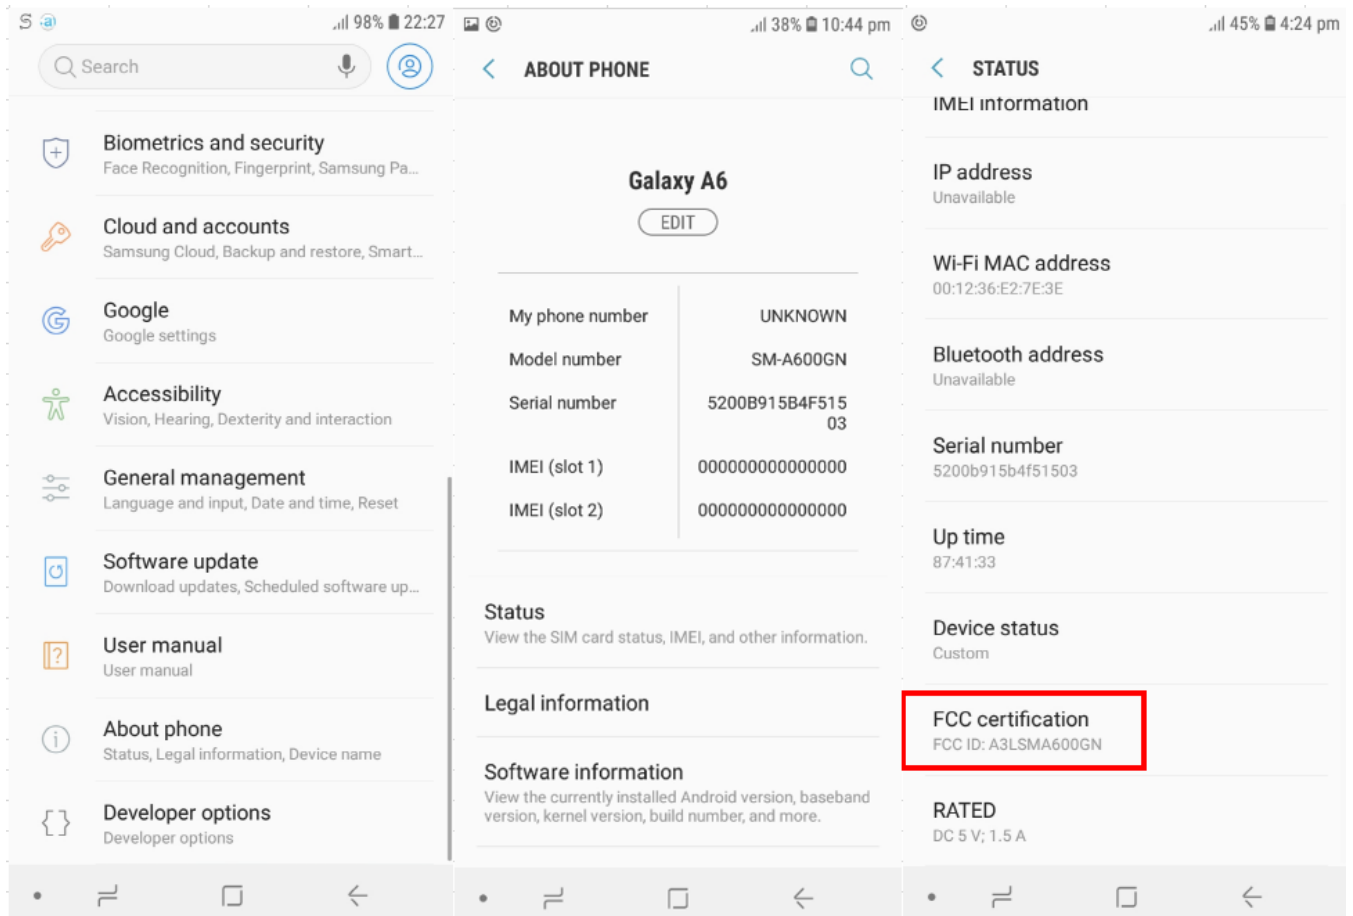 98% 22:27
Search
Biometrics and security
Face Recognition, Fingerprint, Samsung Pa...
Cloud and accounts
Samsung Cloud, Backup and restore, Smart...
Google
Google settings
Accessibility
Vision, Hearing, Dexterity and interaction
General management
Language and input, Date and time, Reset
Software update
Download updates, Scheduled software up...
User manual
User manual
About phone
Status, Legal information, Device name
Developer options
Developer options
38% 10:44 pm
ABOUT PHONE
Galaxy A6
EDIT
My phone number UNKNOWN
Model number SM-A600GN
Serial number 5200B915B4F515
03
IMEI (slot 1) 000000000000000
IMEI (slot 2) 000000000000000
Status
View the SIM card status, IMEI, and other information.
Legal information
Software information
View the currently installed Android version, baseband
version, kernel version, build number, and more.
45% 4:24 pm
STATUS
IMEI information
IP address
Unavailable
Wi-Fi MAC address
00:12:36:E2:7E:3E
Bluetooth address
Unavailable
Serial number
5200b915b4f51503
Up time
87:41:33
Device status
Custom
FCC certification
FCC ID: A3LSMA600GN
RATED
DC 5 V; 1.5 A